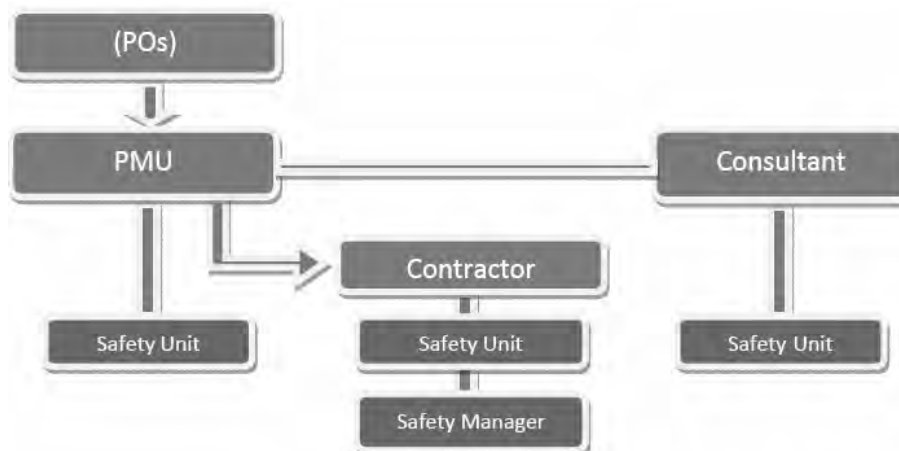 (POs)
PMU
Consultant
Contractor
Safety Unit
Safety Unit
Safety Unit
Safety Manager